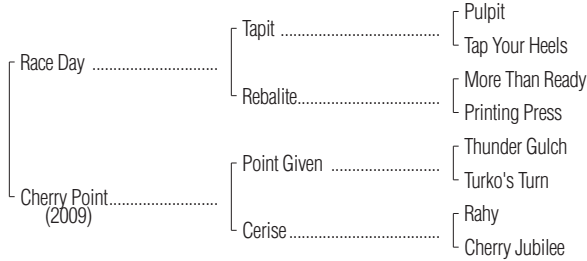 Pulpit
Tapit
Tap Your Heels
Race Day
More Than Ready
Rebalite
Printing Press
Thunder Gulch
Point Given
Turko's Turn
Cherry Point
(2009)
Rahy
Cerise
Cherry Jubilee